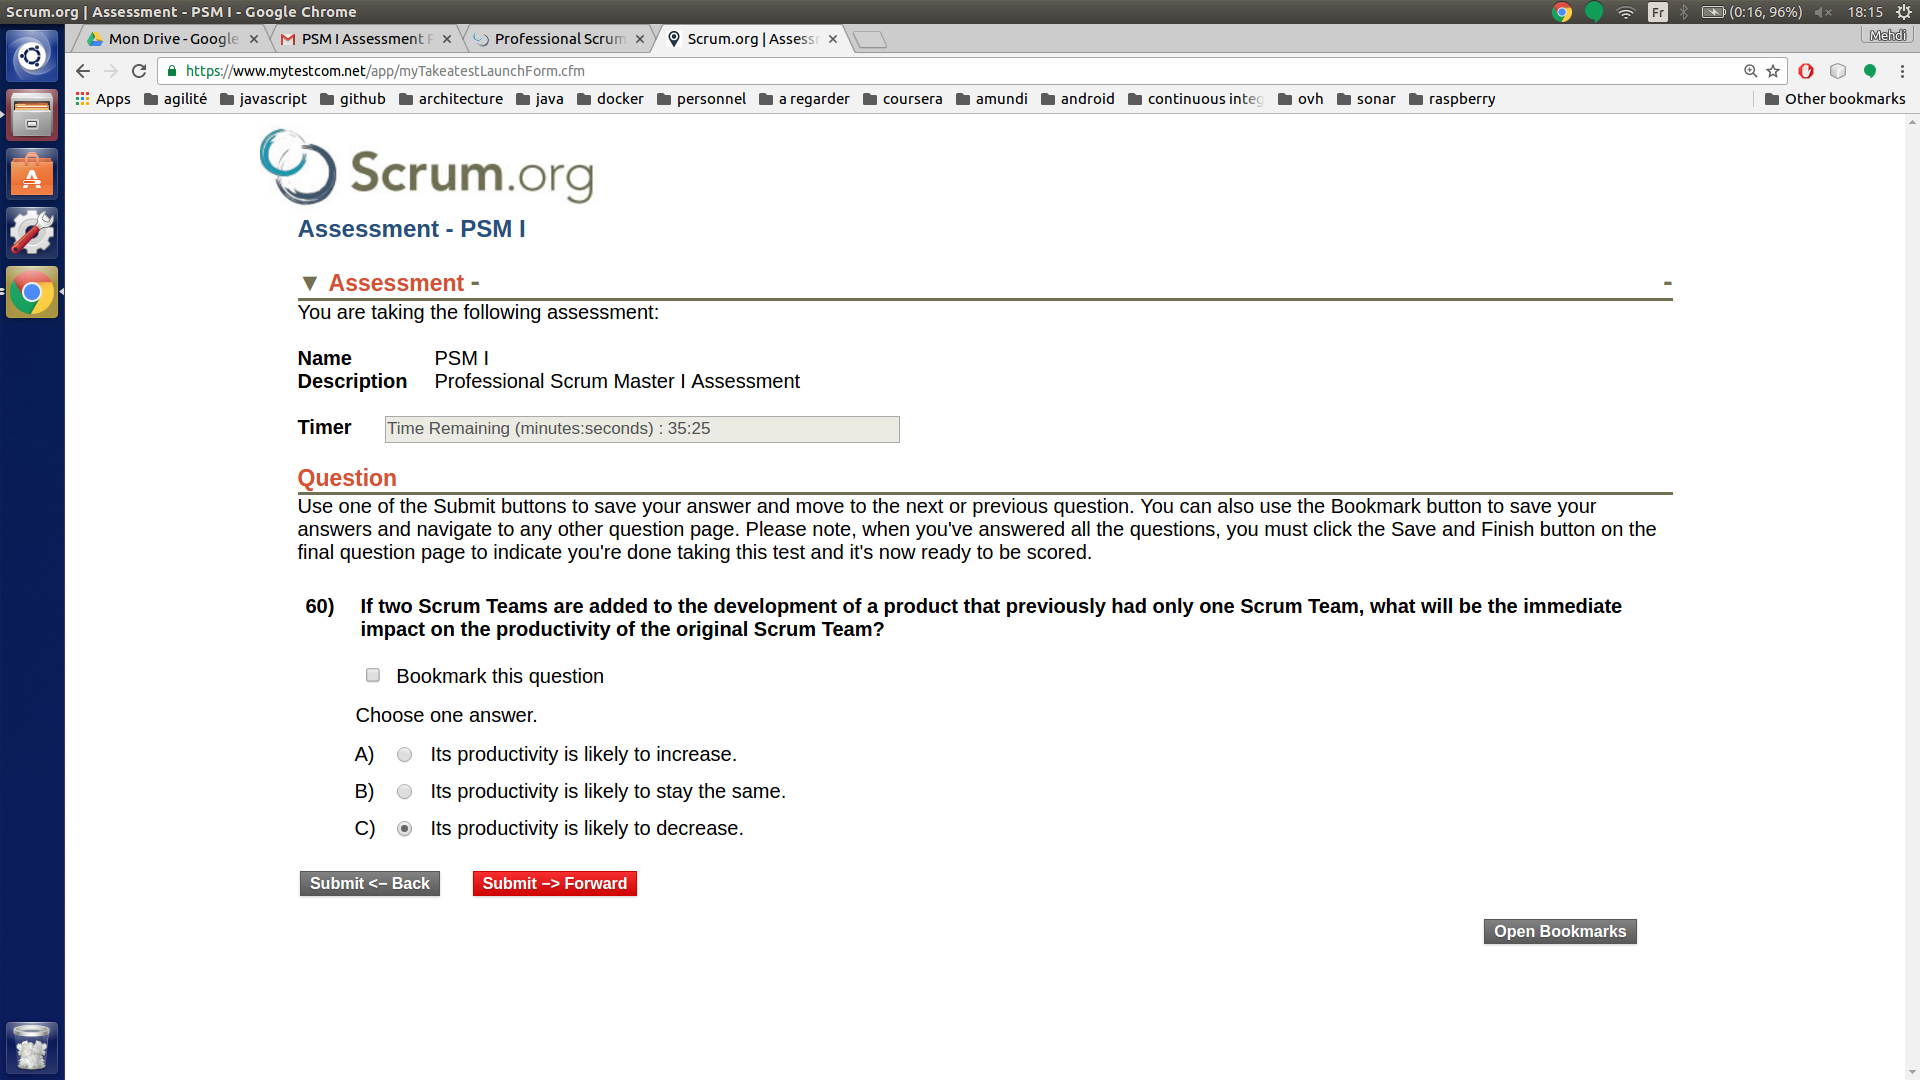 Scrum.org | Assessment - PSM I - Google Chrome
Fr
(0:16, 96%)
18:15
Mon Drive - Google
PSM I Assessment
Professional Scrum
Scrum.org | Assess
Mehdi
https://www.mytestcom.net/app/myTakeatestLaunchForm.cfm
Apps agilité javascript github architecture java docker personnel a regarder coursera amundi android continuous integ ovh sonar raspberry Other bookmarks
Scrum.org
Assessment - PSM I
▼ Assessment - -
You are taking the following assessment:
Name PSM I
Description Professional Scrum Master I Assessment
Timer Time Remaining (minutes:seconds) : 35:25
Question
Use one of the Submit buttons to save your answer and move to the next or previous question. You can also use the Bookmark button to save your
answers and navigate to any other question page. Please note, when you've answered all the questions, you must click the Save and Finish button on the
final question page to indicate you're done taking this test and it's now ready to be scored.
60) If two Scrum Teams are added to the development of a product that previously had only one Scrum Team, what will be the immediate
impact on the productivity of the original Scrum Team?
Bookmark this question
Choose one answer.
A) Its productivity is likely to increase.
B) Its productivity is likely to stay the same.
C) Its productivity is likely to decrease.
Submit <– Back Submit –> Forward
Open Bookmarks